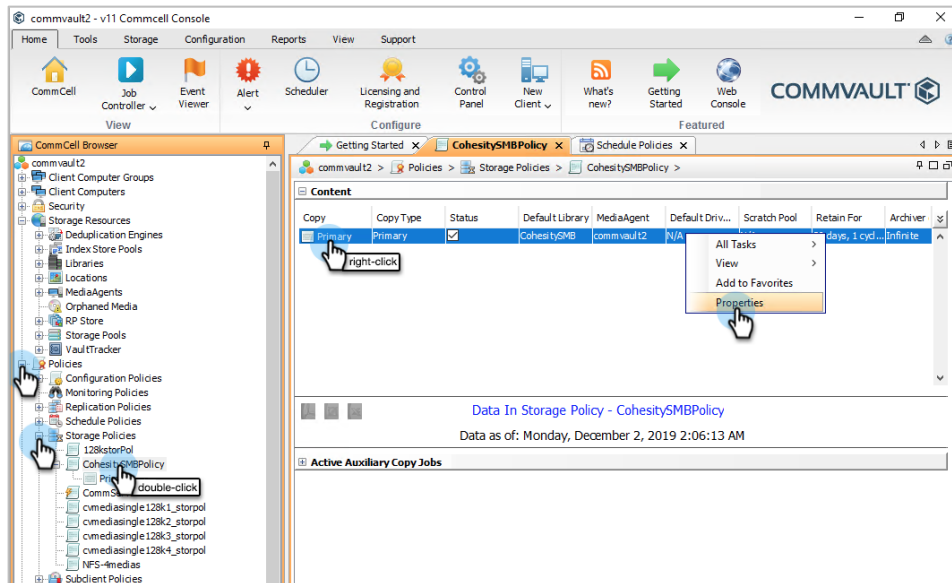 commvault2 - v11 Commcell Console
Home Tools Storage Configuration Reports View Support
CommCell
Job Controller
Event Viewer
Alert
Scheduler
Licensing and Registration
Control Panel
New Client
What's new?
Getting Started
Web Console
COMMVAULT
View
Configure
Featured
CommCell Browser
Getting Started
CohesitySMBPolicy
Schedule Policies
commvault2 > Policies > Storage Policies > CohesitySMBPolicy >
commvault2
Client Computer Groups
Client Computers
Security
Storage Resources
Deduplication Engines
Index Store Pools
Libraries
Locations
MediaAgents
Orphaned Media
RP Store
Storage Pools
VaultTracker
Policies
Configuration Policies
Monitoring Policies
Replication Policies
Schedule Policies
Storage Policies
128kstorPol
CohesitySMBPolicy
double-click
cvmediasingle128k1_storpol
cvmediasingle128k2_storpol
cvmediasingle128k3_storpol
cvmediasingle128k4_storpol
NFS-4medias
Subclient Policies
Content
Copy Copy Type Status Default Library MediaAgent Default Driv... Scratch Pool Retain For Archiver
Primary Primary CohesitySMB commvault2 N/A days, 1 cycl... Infinite
right-click
All Tasks
View
Add to Favorites
Properties
Data In Storage Policy - CohesitySMBPolicy
Data as of: Monday, December 2, 2019 2:06:13 AM
Active Auxiliary Copy Jobs